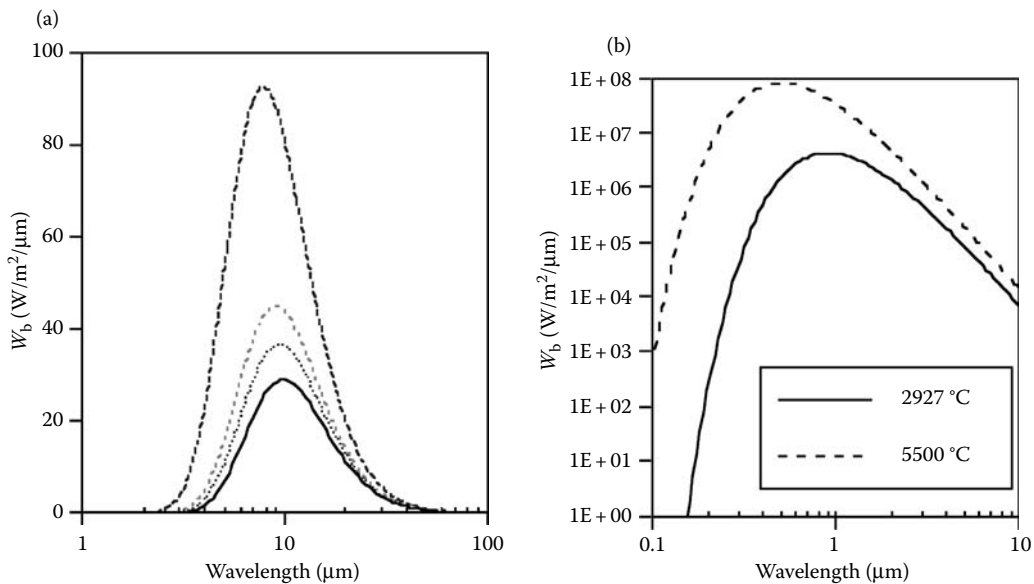 (a)
100
80
60
40
20
0
W_b (W/m²/μm)
1
10
100
Wavelength (μm)
(b)
1E + 08
1E + 07
1E + 06
1E + 05
1E + 04
1E + 03
1E + 02
1E + 01
1E + 00
W_b (W/m²/μm)
2927 °C
5500 °C
0.1
1
10
Wavelength (μm)